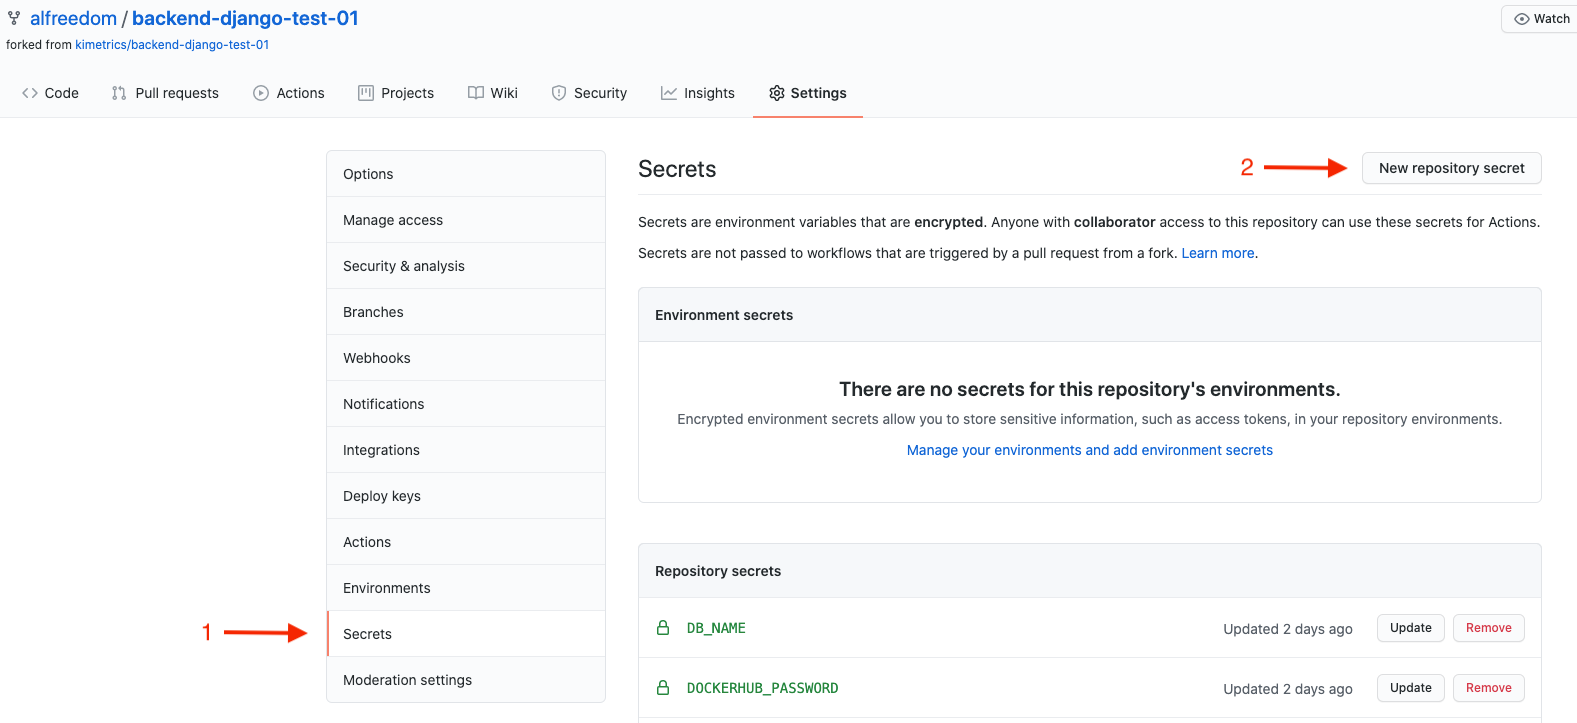 alfreedom / backend-django-test-01
Watch
forked from kimetrics/backend-django-test-01
Code
Pull requests
Actions
Projects
Wiki
Security
Insights
Settings
Options
Manage access
Security & analysis
Branches
Webhooks
Notifications
Integrations
Deploy keys
Actions
Environments
1
Secrets
Moderation settings
Secrets
2
New repository secret
Secrets are environment variables that are encrypted. Anyone with collaborator access to this repository can use these secrets for Actions.
Secrets are not passed to workflows that are triggered by a pull request from a fork. Learn more.
Environment secrets
There are no secrets for this repository's environments.
Encrypted environment secrets allow you to store sensitive information, such as access tokens, in your repository environments.
Manage your environments and add environment secrets
Repository secrets
DB_NAME
Updated 2 days ago
Update
Remove
DOCKERHUB_PASSWORD
Updated 2 days ago
Update
Remove